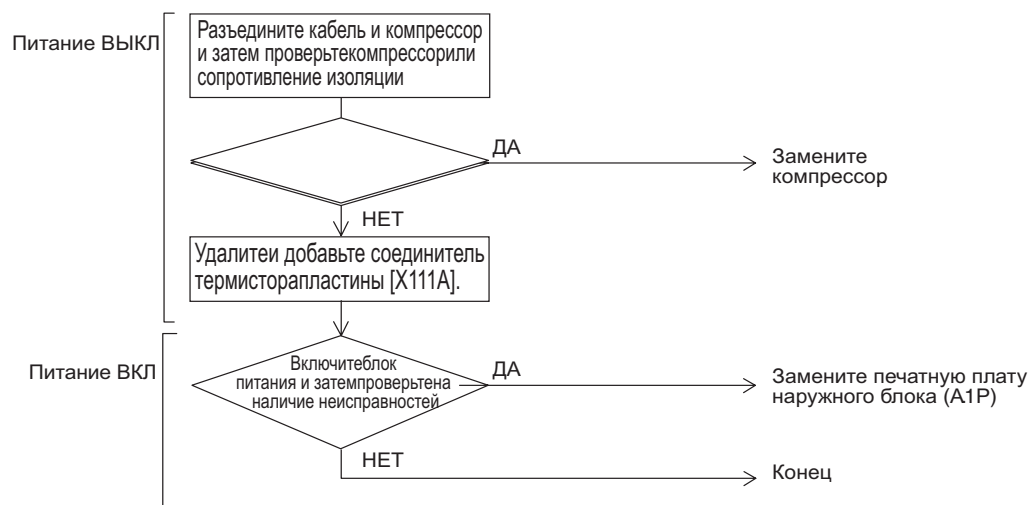 Питание ВЫКЛ
Разъедините кабель и компрессор
и затем проверьтекомпрессорили
сопротивление изоляции
ДА
Замените
компрессор
НЕТ
Удалитеи добавьте соединитель
термисторапластины [X111A].
Питание ВКЛ
Включитеблок
питания и затемпроверьтена
наличие неисправностей
ДА
Замените печатную плату
наружного блока (A1P)
НЕТ
Конец